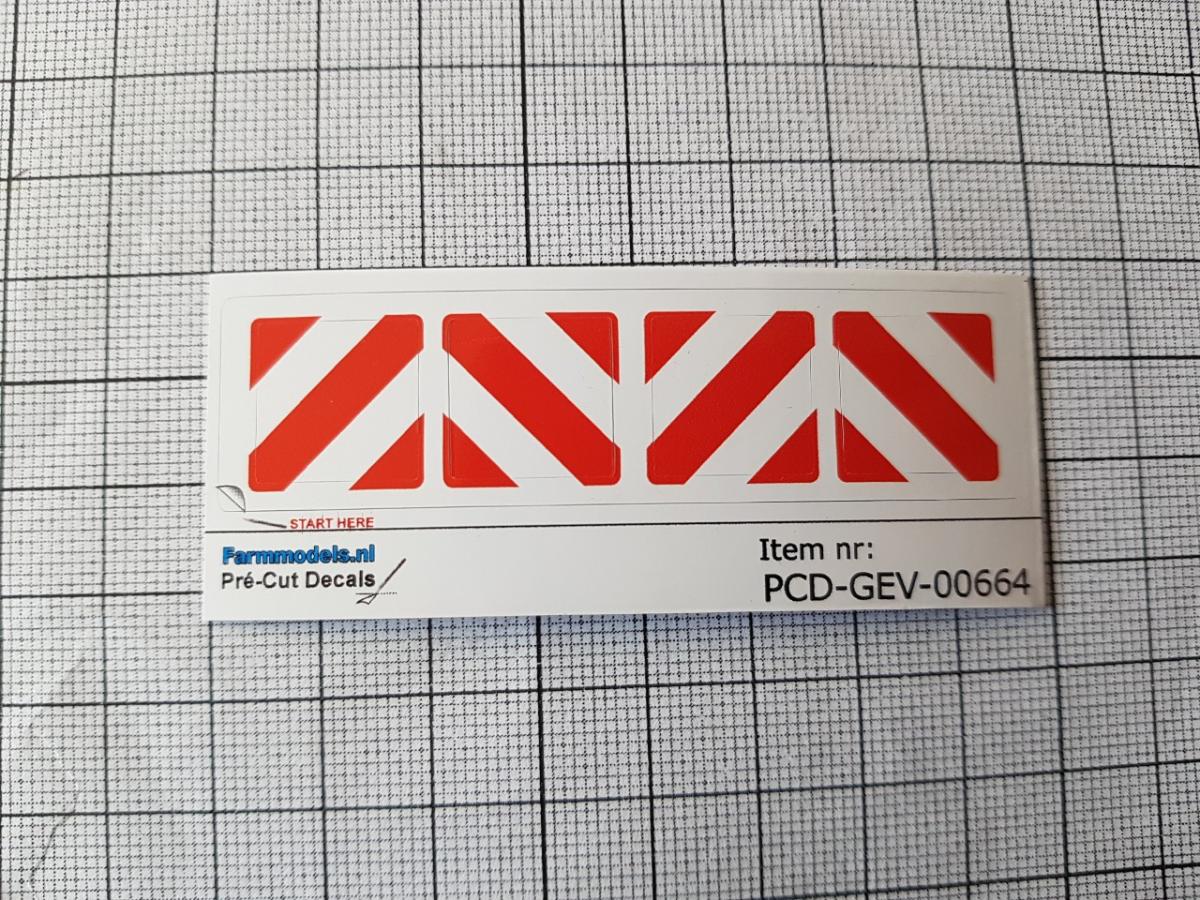 START HERE
Farmmodels.nl
Pré-Cut Decals
Item nr:
PCD-GEV-00664